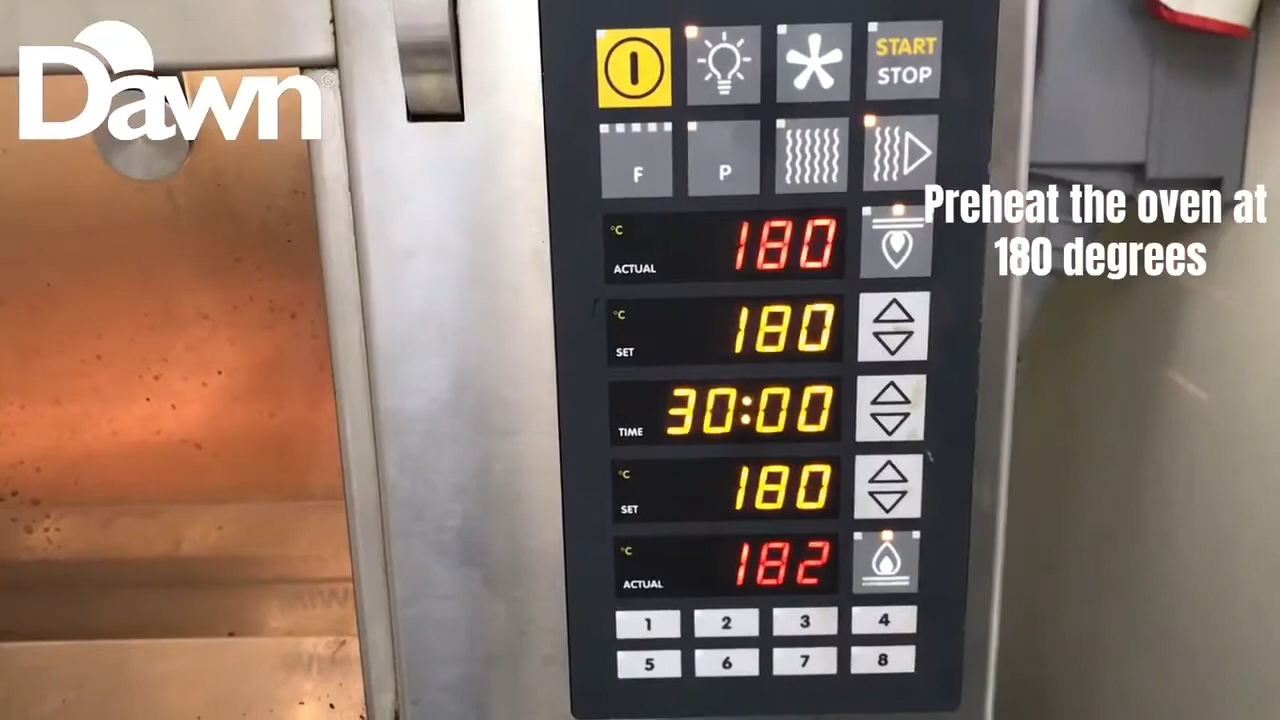 Dawn®
START
STOP
F
P
°C
ACTUAL
180
°C
SET
180
TIME
30:00
°C
SET
180
°C
ACTUAL
182
1 2 3 4
5 6 7 8
Preheat the oven at
180 degrees